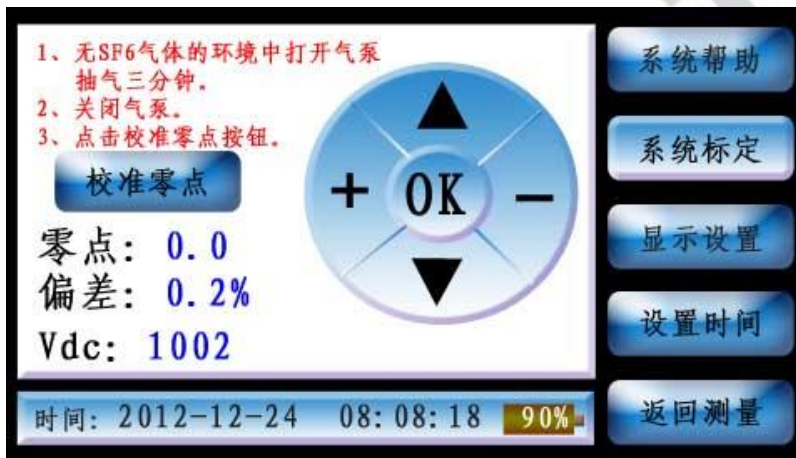 1、无SF6气体的环境中打开气泵
抽气三分钟。
2、关闭气泵。
3、点击校准零点按钮。
校准零点
零点: 0.0
偏差: 0.2%
Vdc: 1002
+ OK −
时间: 2012-12-24 08:08:18 90%
系统帮助
系统标定
显示设置
设置时间
返回测量